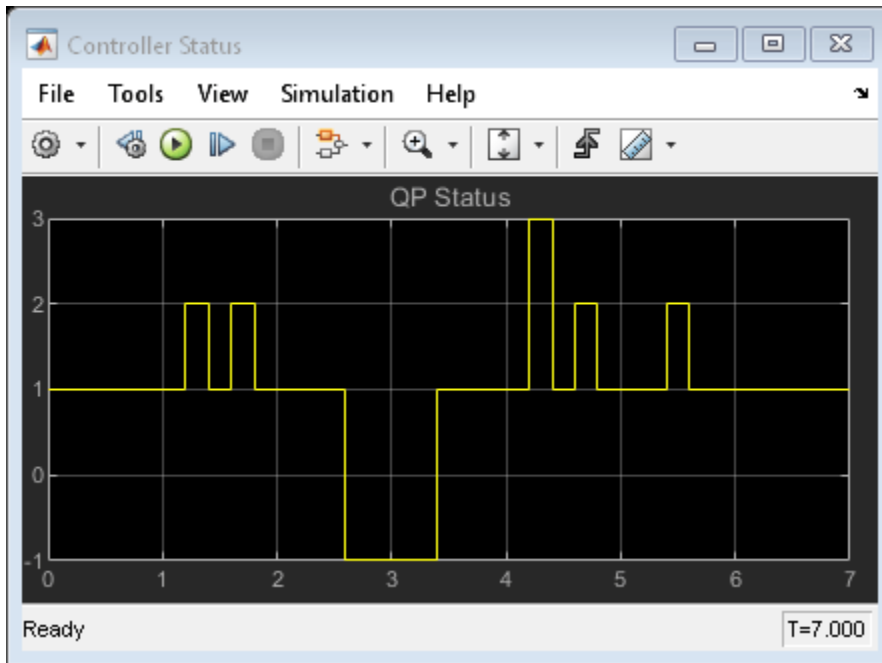 Controller Status
File Tools View Simulation Help
QP Status
3
2
1
0
-1
0 1 2 3 4 5 6 7
Ready T=7.000